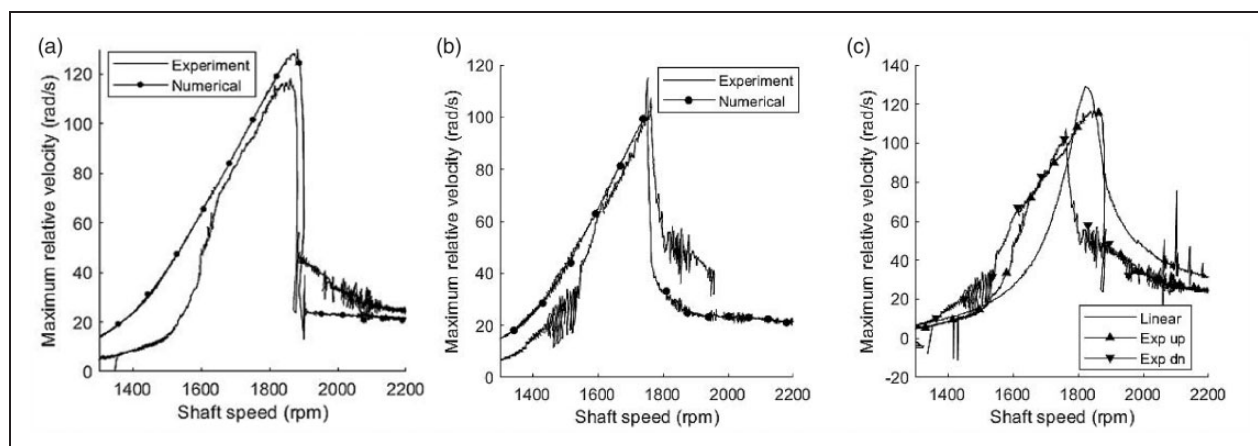 (a)
120
100
80
60
40
20
0
1400 1600 1800 2000 2200
Shaft speed (rpm)
Maximum relative velocity (rad/s)
Experiment
Numerical
(b)
120
100
80
60
40
20
0
1400 1600 1800 2000 2200
Shaft speed (rpm)
Maximum relative velocity (rad/s)
Experiment
Numerical
(c)
140
120
100
80
60
40
20
0
-20
1400 1600 1800 2000 2200
Shaft speed (rpm)
Maximum relative velocity (rad/s)
Linear
Exp up
Exp dn